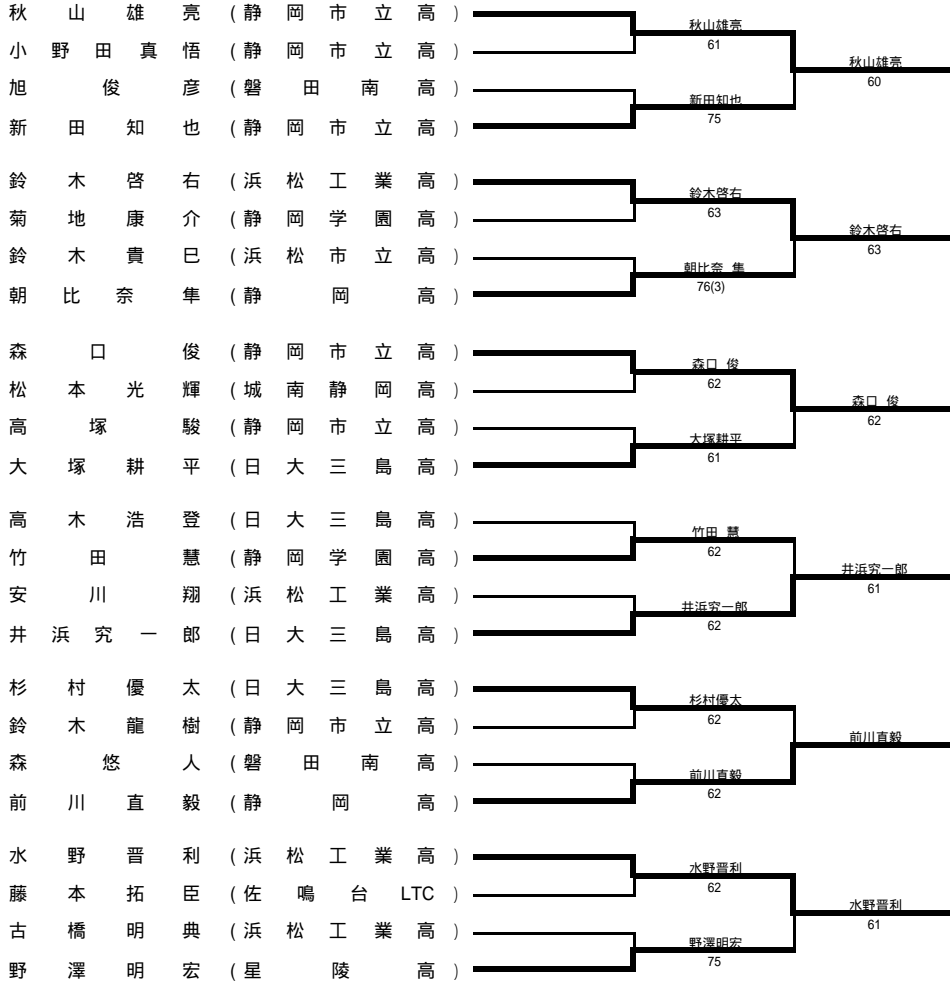 秋山雄亮(静岡市立高)
秋山雄亮
61
小野田真悟(静岡市立高)
秋山雄亮
60
旭俊彦(磐田南高)
新田知也
75
新田知也(静岡市立高)
鈴木啓右(浜松工業高)
鈴木啓右
63
菊地康介(静岡学園高)
鈴木啓右
63
鈴木貴巳(浜松市立高)
朝比奈 隼
76(3)
朝比奈隼(静岡高)
森口俊(静岡市立高)
森口 俊
62
松本光輝(城南静岡高)
森口 俊
62
高塚駿(静岡市立高)
大塚耕平
61
大塚耕平(日大三島高)
高木浩登(日大三島高)
竹田 慧
62
竹田慧(静岡学園高)
井浜究一郎
61
安川翔(浜松工業高)
井浜究一郎
62
井浜究一郎(日大三島高)
杉村優太(日大三島高)
杉村優太
62
鈴木龍樹(静岡市立高)
前川直毅
森悠人(磐田南高)
前川直毅
62
前川直毅(静岡高)
水野晋利(浜松工業高)
水野晋利
62
藤本拓臣(佐鳴台LTC)
水野晋利
61
古橋明典(浜松工業高)
野澤明宏
75
野澤明宏(星陵高)